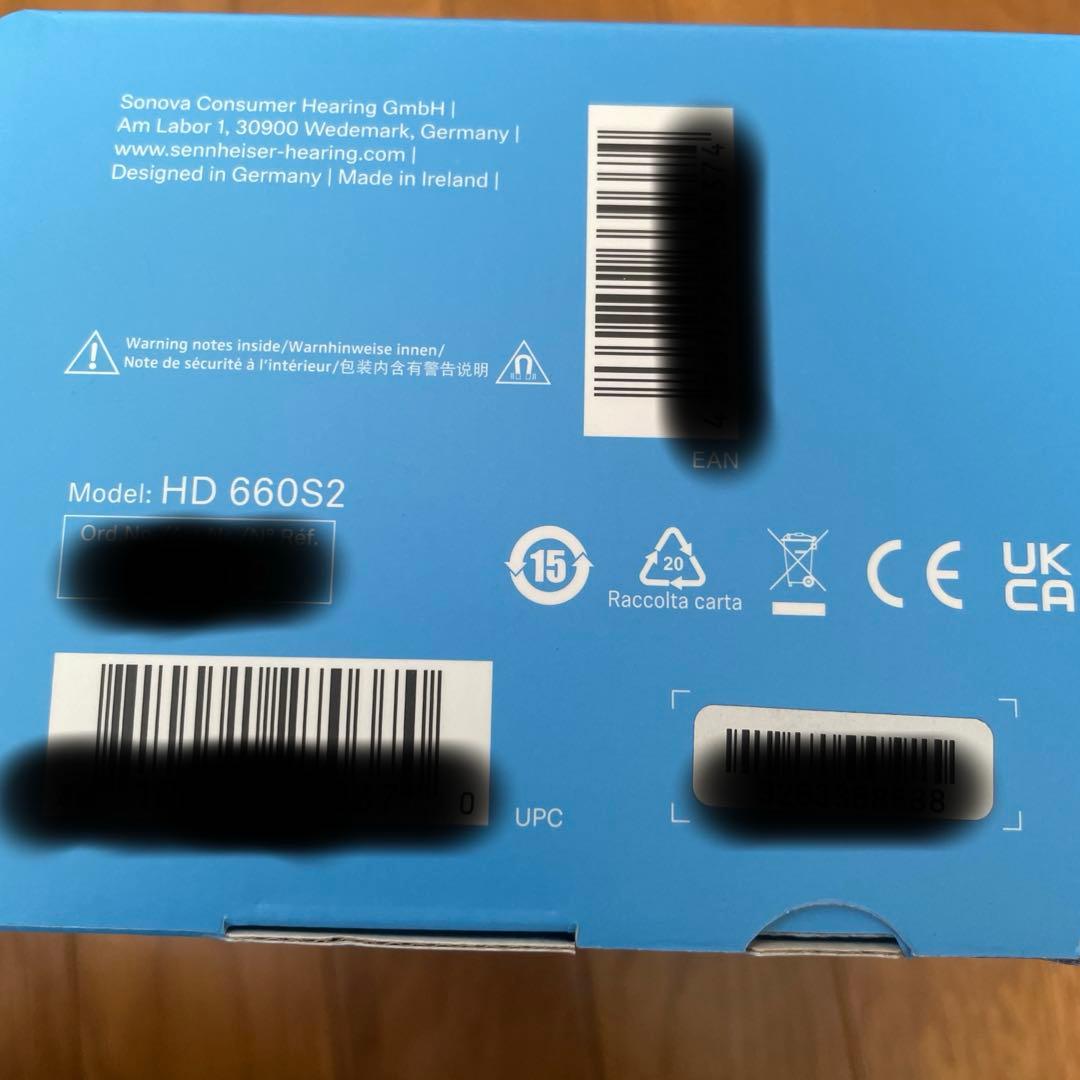 Sonova Consumer Hearing GmbH |
Am Labor 1, 30900 Wedemark, Germany |
www.sennheiser-hearing.com |
Designed in Germany | Made in Ireland |
EAN
Warning notes inside/Warnhinweise innen/
Note de sécurité à l'intérieur/包装内含有警告说明
Model: HD 660S2
Réf.
15
20
Raccolta carta
CE
UK
CA
0
UPC